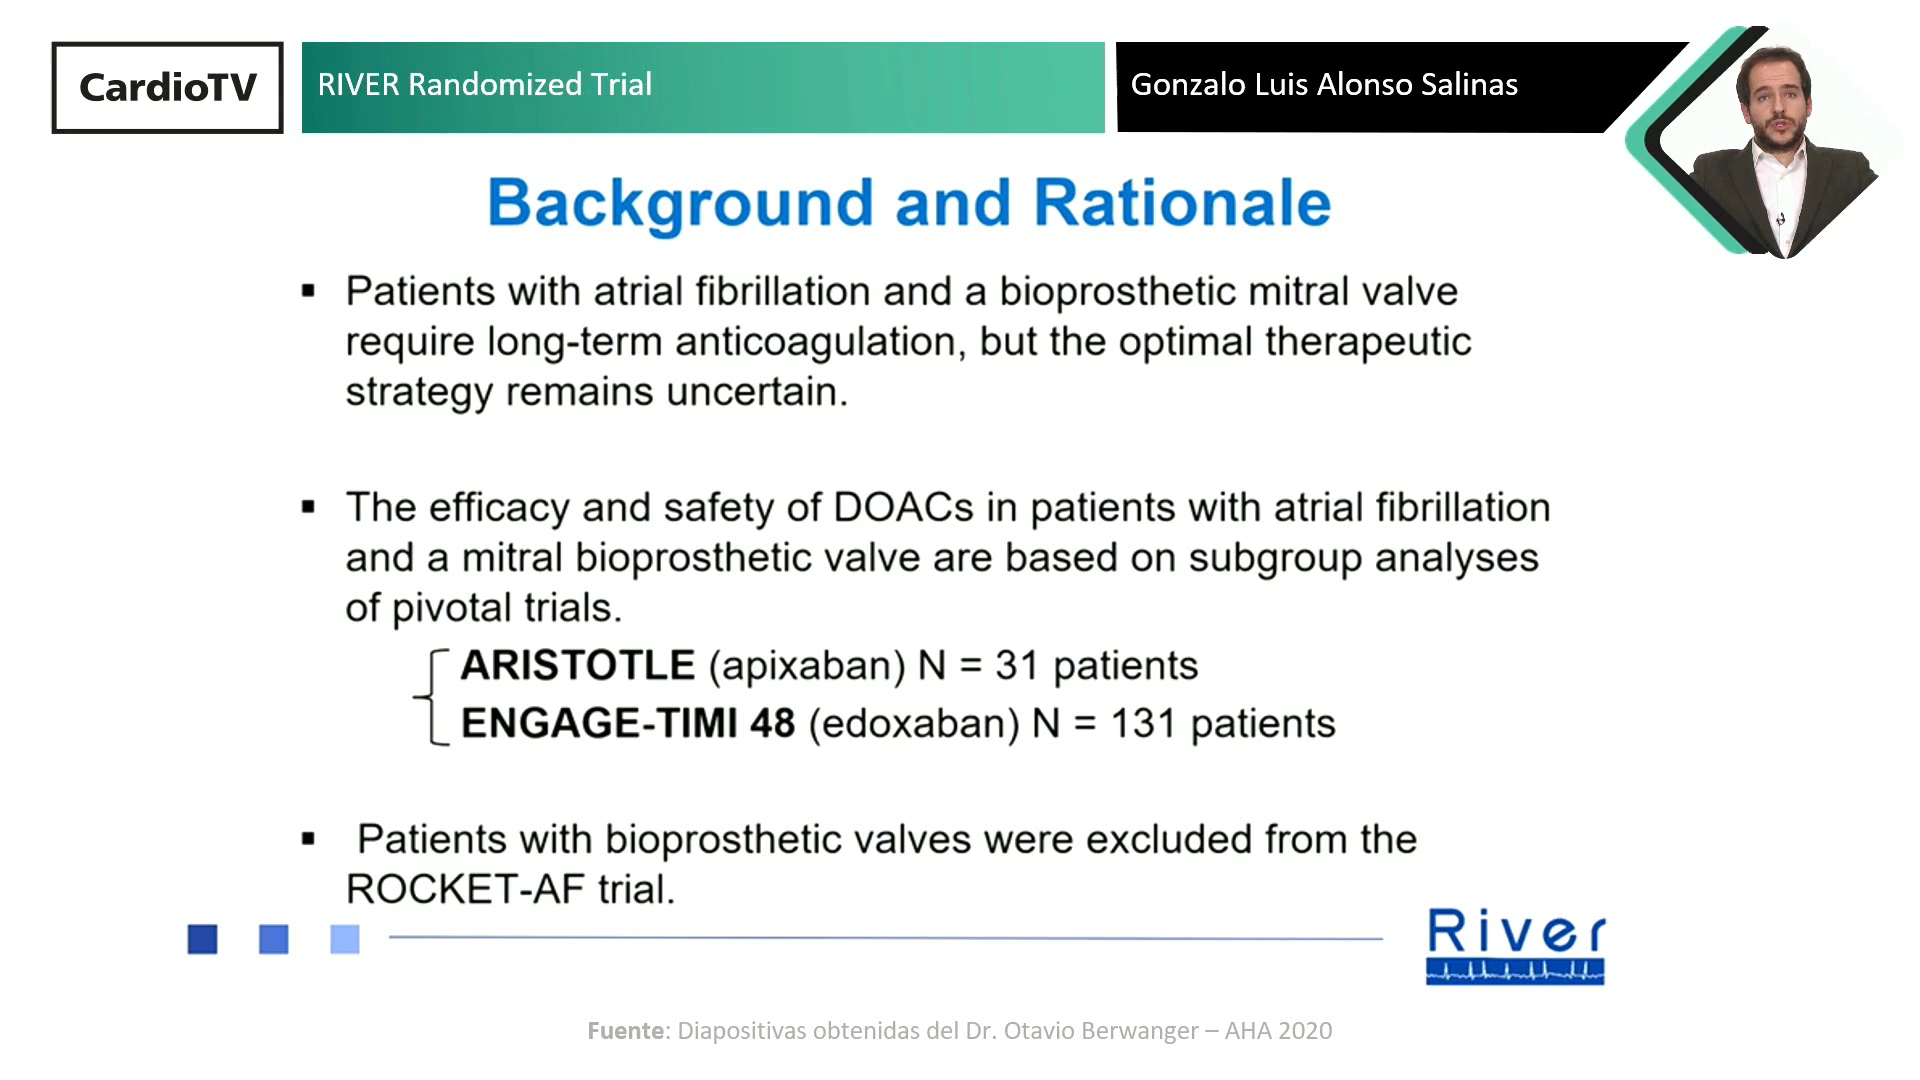 CardioTV
RIVER Randomized Trial
Gonzalo Luis Alonso Salinas
Background and Rationale
▪ Patients with atrial fibrillation and a bioprosthetic mitral valve
require long-term anticoagulation, but the optimal therapeutic
strategy remains uncertain.
▪ The efficacy and safety of DOACs in patients with atrial fibrillation
and a mitral bioprosthetic valve are based on subgroup analyses
of pivotal trials.
ARISTOTLE (apixaban) N = 31 patients
ENGAGE-TIMI 48 (edoxaban) N = 131 patients
▪ Patients with bioprosthetic valves were excluded from the
ROCKET-AF trial.
River
Fuente: Diapositivas obtenidas del Dr. Otavio Berwanger – AHA 2020